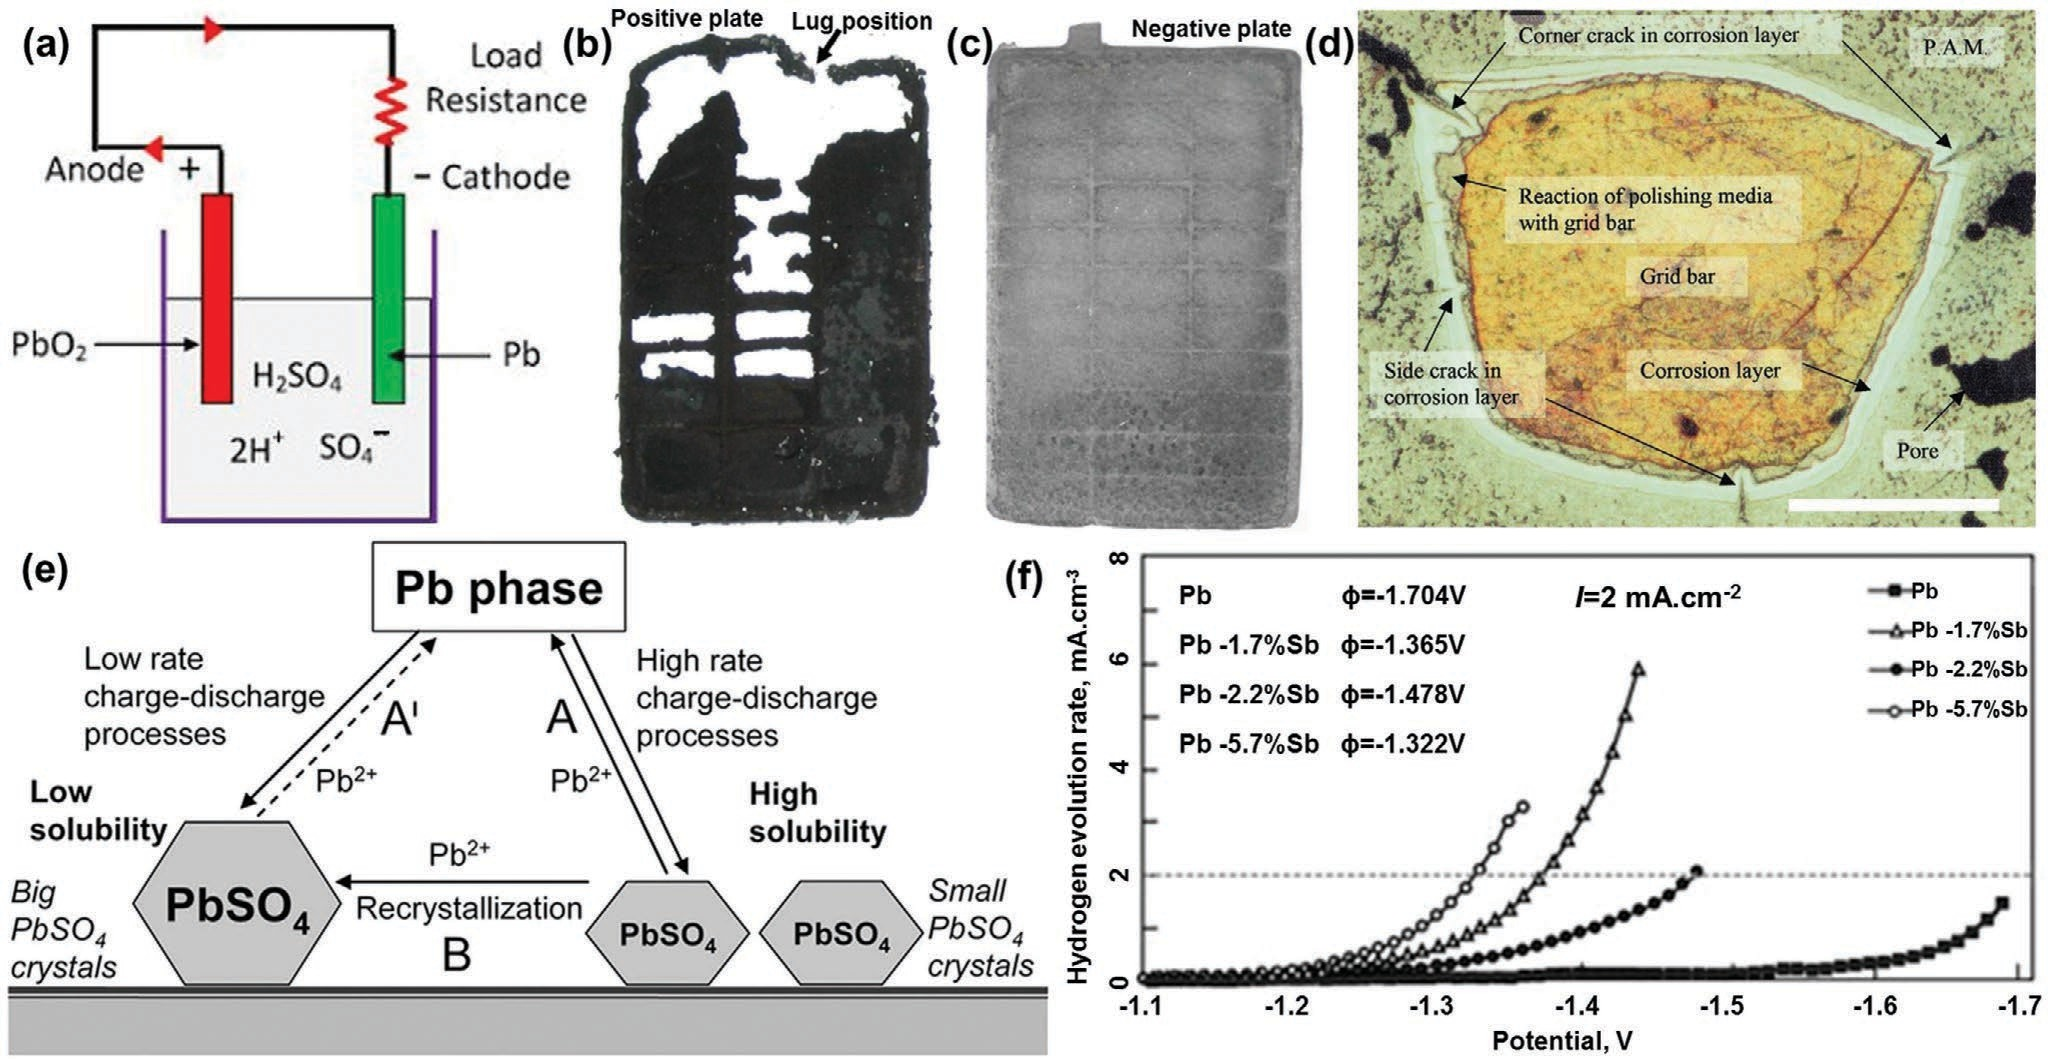 (a)
Load
Resistance
Anode
+
− Cathode
PbO₂
Pb
H₂SO₄
2H⁺ SO₄⁻
(b)
Positive plate
Lug position
(c)
Negative plate
(d)
Corner crack in corrosion layer
P.A.M.
Reaction of polishing media
with grid bar
Grid bar
Side crack in
corrosion layer
Corrosion layer
Pore
(e)
Pb phase
Low rate
charge-discharge
processes
A'
A
High rate
charge-discharge
processes
Pb²⁺
Pb²⁺
Low
solubility
High
solubility
Pb²⁺
Recrystallization
B
Big
PbSO₄
crystals
PbSO₄
PbSO₄
PbSO₄
Small
PbSO₄
crystals
(f)
Hydrogen evolution rate, mA.cm⁻³
8
6
4
2
0
Pb ϕ=-1.704V
Pb -1.7%Sb ϕ=-1.365V
Pb -2.2%Sb ϕ=-1.478V
Pb -5.7%Sb ϕ=-1.322V
I=2 mA.cm⁻²
Pb
Pb -1.7%Sb
Pb -2.2%Sb
Pb -5.7%Sb
-1.1 -1.2 -1.3 -1.4 -1.5 -1.6 -1.7
Potential, V